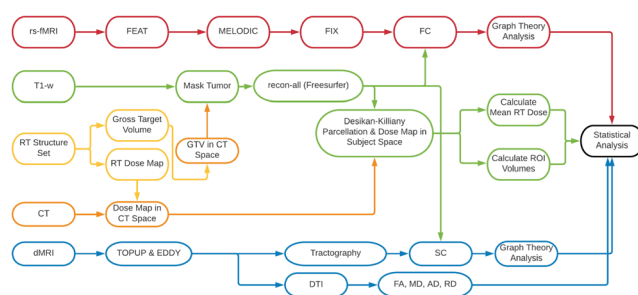 rs-fMRI
FEAT
MELODIC
FIX
FC
Graph Theory
Analysis
T1-w
Mask Tumor
recon-all (Freesurfer)
Gross Target
Volume
RT Structure
Set
RT Dose Map
GTV in CT
Space
Desikan-Killiany
Parcellation & Dose Map in
Subject Space
Calculate
Mean RT Dose
Calculate ROI
Volumes
Statistical
Analysis
CT
Dose Map in
CT Space
dMRI
TOPUP & EDDY
Tractography
SC
Graph Theory
Analysis
DTI
FA, MD, AD, RD